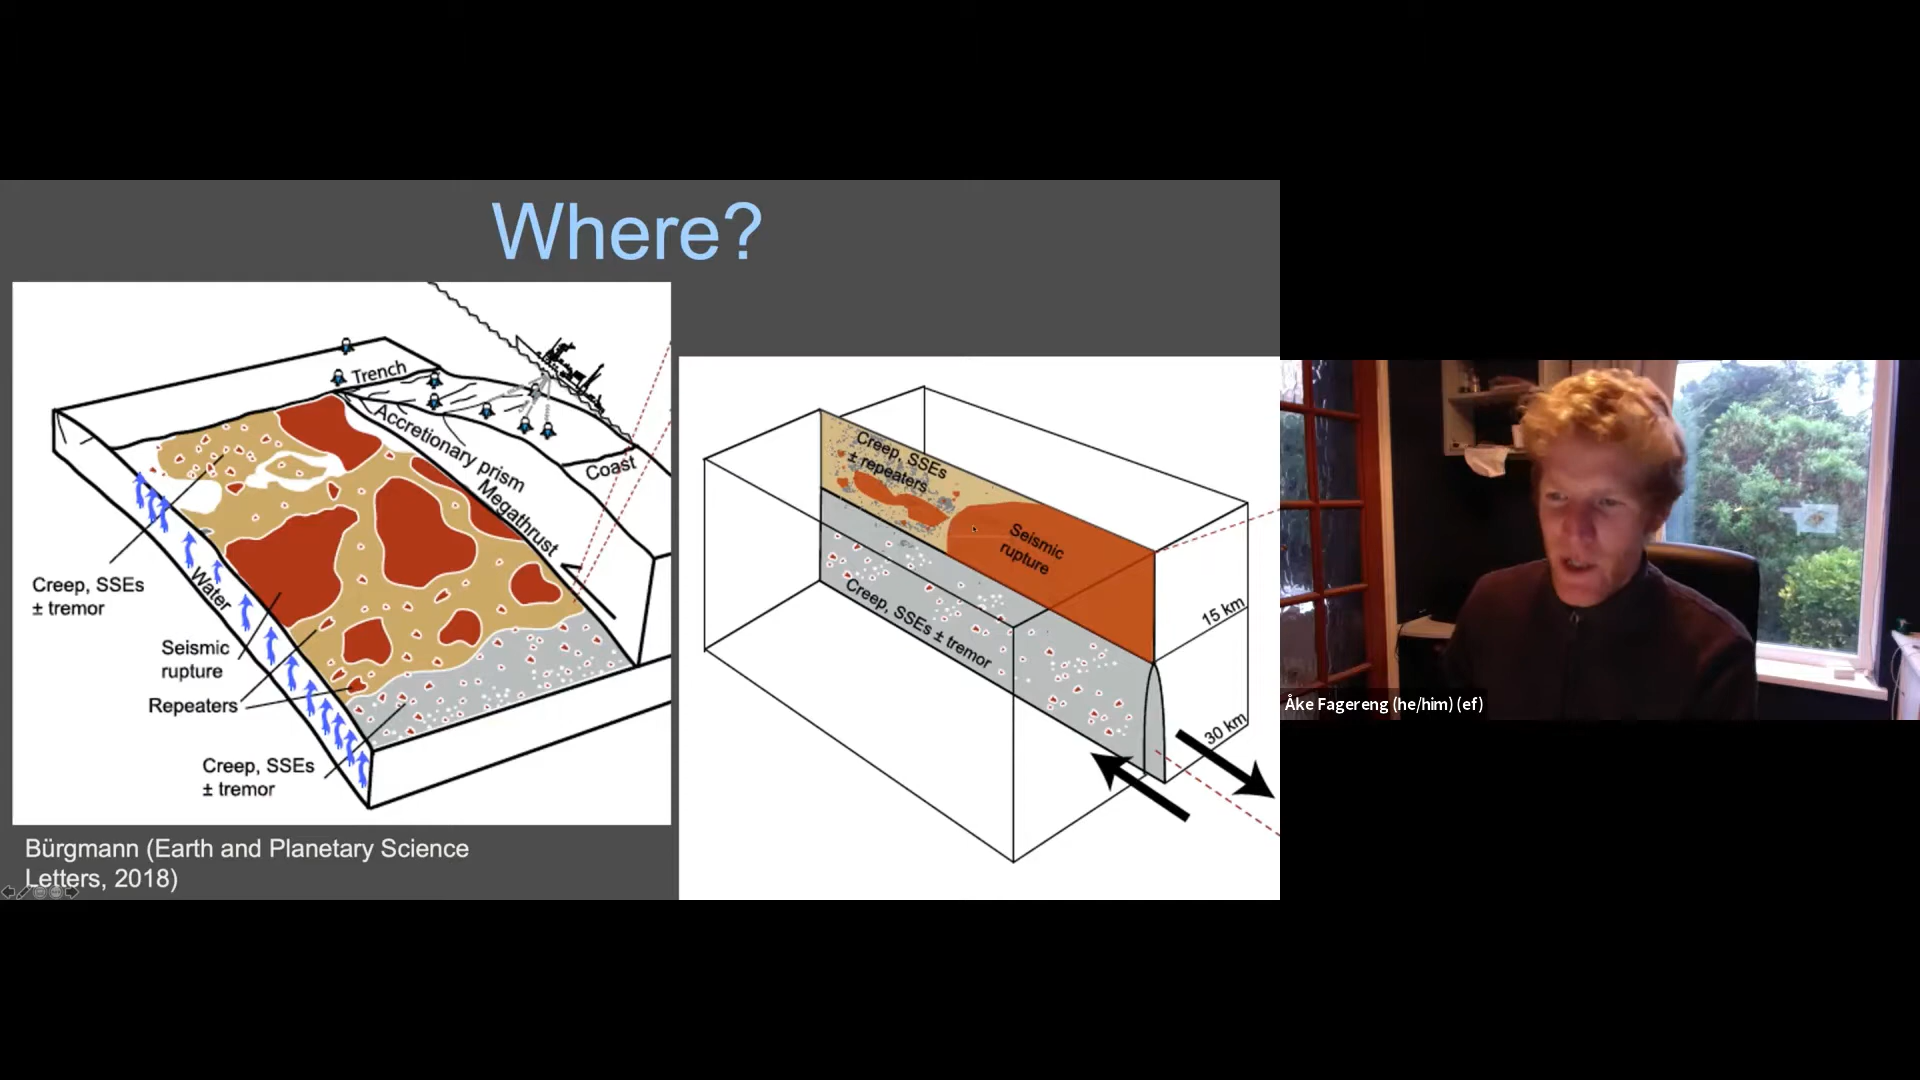 Where?
Trench
Accretionary prism
Megathrust
Coast
Water
Creep, SSEs
± tremor
Seismic
rupture
Repeaters
Creep, SSEs
± tremor
Bürgmann (Earth and Planetary Science
Letters, 2018)
Creep, SSEs
± repeaters
Seismic
rupture
Creep, SSEs ± tremor
15 km
30 km
Åke Fagereng (he/him) (ef)